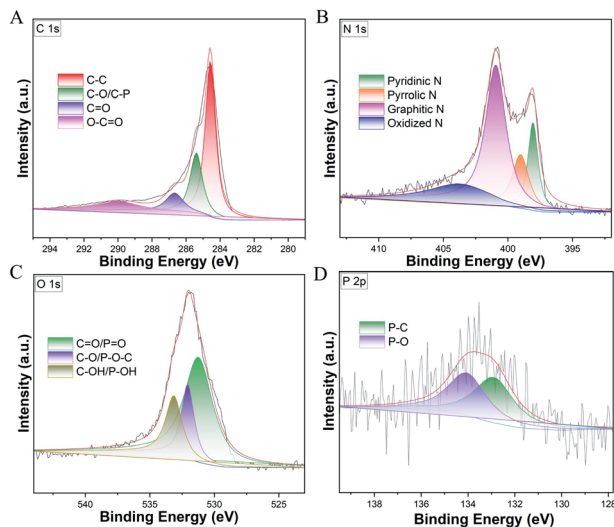 A
C 1s
C-C
C-O/C-P
C=O
O-C=O
Intensity (a.u.)
294 292 290 288 286 284 282 280
Binding Energy (eV)
B
N 1s
Pyridinic N
Pyrrolic N
Graphitic N
Oxidized N
Intensity (a.u.)
410 405 400 395
Binding Energy (eV)
C
O 1s
C=O/P=O
C-O/P-O-C
C-OH/P-OH
Intensity (a.u.)
540 535 530 525
Binding Energy (eV)
D
P 2p
P-C
P-O
Intensity (a.u.)
138 136 134 132 130 128
Binding Energy (eV)